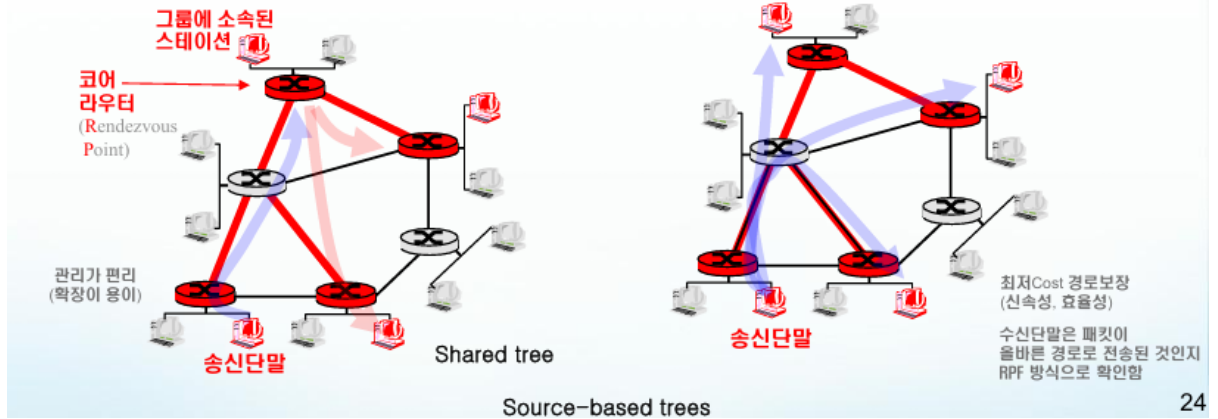 그룹에 소속된
스테이션
코어
라우터
(Rendezvous
Point)
관리가 편리
(확장이 용이)
송신단말
Shared tree
송신단말
최저Cost 경로보장
(신속성, 효율성)
수신단말은 패킷이
올바른 경로로 전송된 것인지
RPF 방식으로 확인함
Source-based trees
24